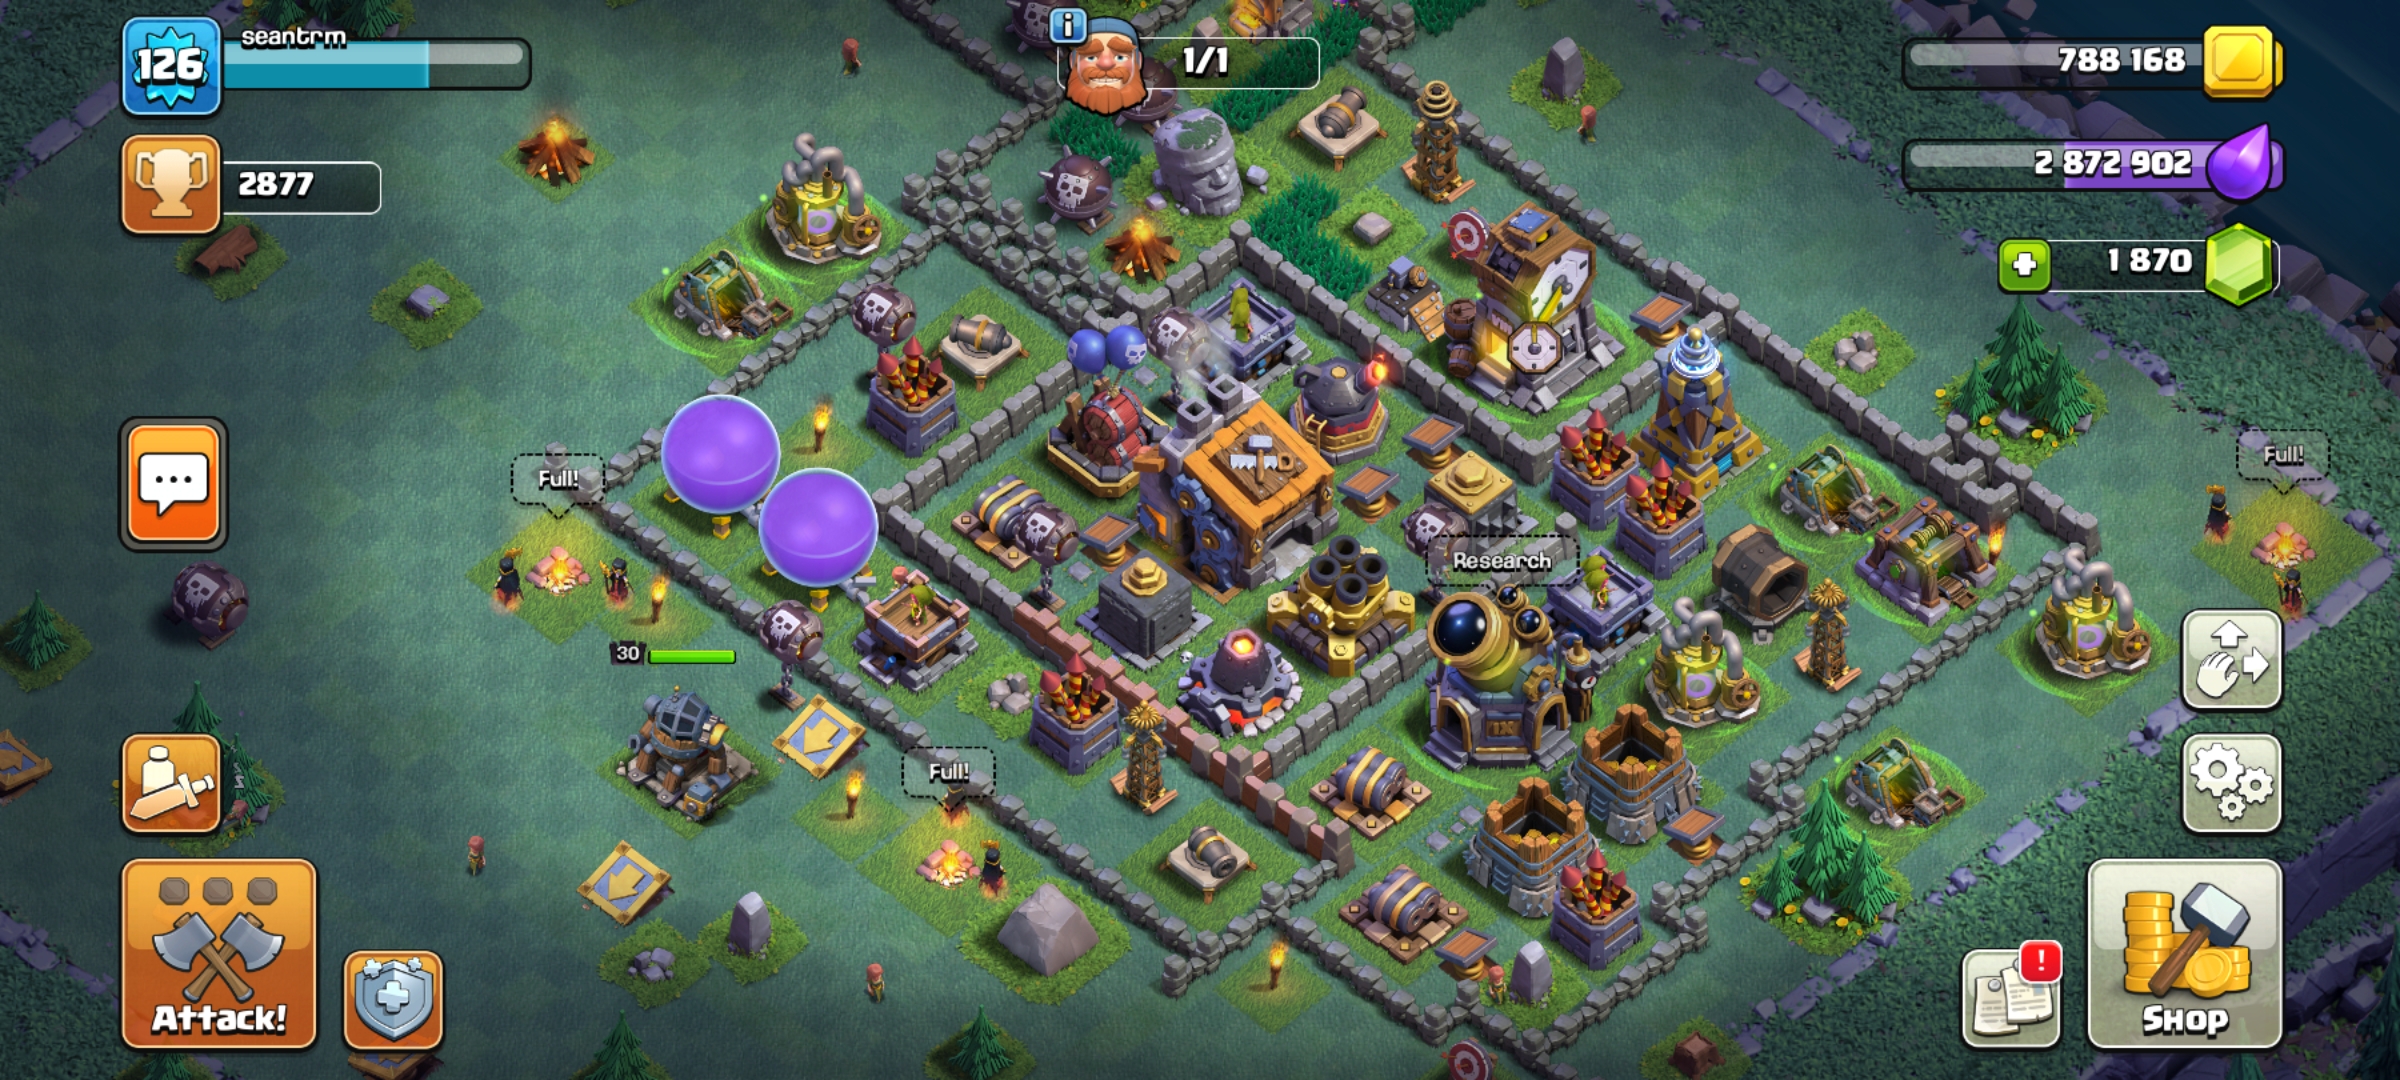 126
seantrm
1/1
788 168
2877
2 872 902
1 870
Full!
Full!
Research
30
Full!
IX
Attack!
!
Shop